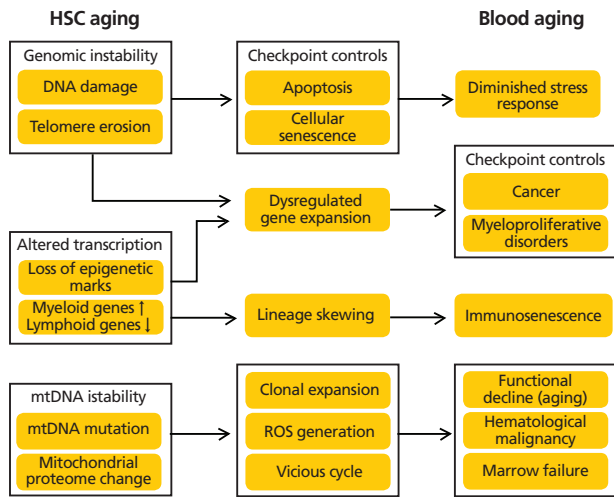 HSC aging
Blood aging
Genomic instability
DNA damage
Telomere erosion
Checkpoint controls
Apoptosis
Cellular
senescence
Diminished stress
response
Checkpoint controls
Cancer
Myeloproliferative
disorders
Dysregulated
gene expansion
Altered transcription
Loss of epigenetic
marks
Myeloid genes ↑
Lymphoid genes ↓
Lineage skewing
Immunosenescence
mtDNA istability
mtDNA mutation
Mitochondrial
proteome change
Clonal expansion
ROS generation
Vicious cycle
Functional
decline (aging)
Hematological
malignancy
Marrow failure